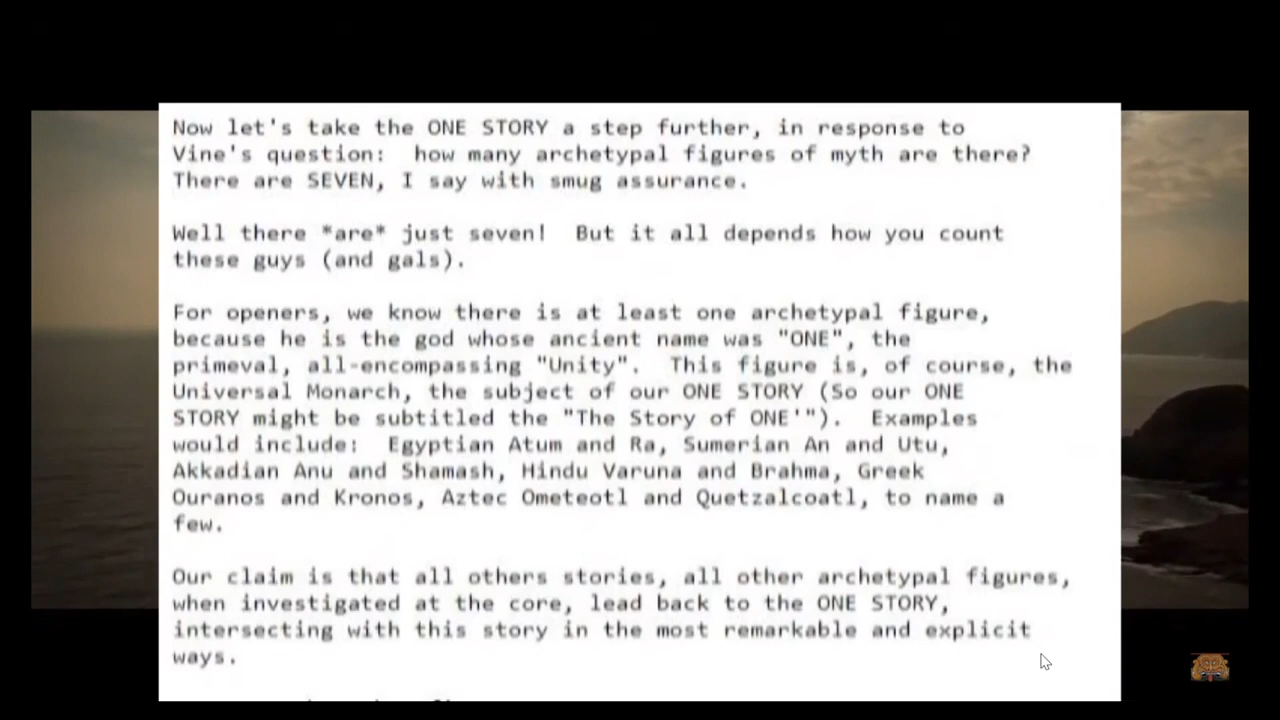 Now let's take the ONE STORY a step further, in response to
Vine's question:  how many archetypal figures of myth are there?
There are SEVEN, I say with smug assurance.
Well there *are* just seven!  But it all depends how you count
these guys (and gals).
For openers, we know there is at least one archetypal figure,
because he is the god whose ancient name was "ONE", the
primeval, all-encompassing "Unity".  This figure is, of course, the
Universal Monarch, the subject of our ONE STORY (So our ONE
STORY might be subtitled the "The Story of ONE'").  Examples
would include:  Egyptian Atum and Ra, Sumerian An and Utu,
Akkadian Anu and Shamash, Hindu Varuna and Brahma, Greek
Ouranos and Kronos, Aztec Ometeotl and Quetzalcoatl, to name a
few.
Our claim is that all others stories, all other archetypal figures,
when investigated at the core, lead back to the ONE STORY,
intersecting with this story in the most remarkable and explicit
ways.